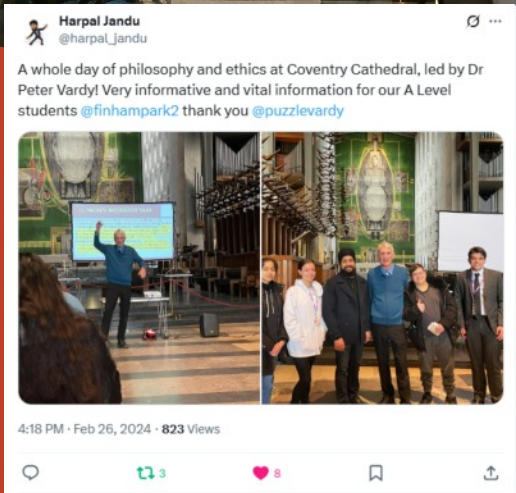 Harpal Jandu
@harpal_jandu
A whole day of philosophy and ethics at Coventry Cathedral, led by Dr
Peter Vardy! Very informative and vital information for our A Level
students @finhampark2 thank you @puzzlevardy
4:18 PM · Feb 26, 2024 · 823 Views
3
8